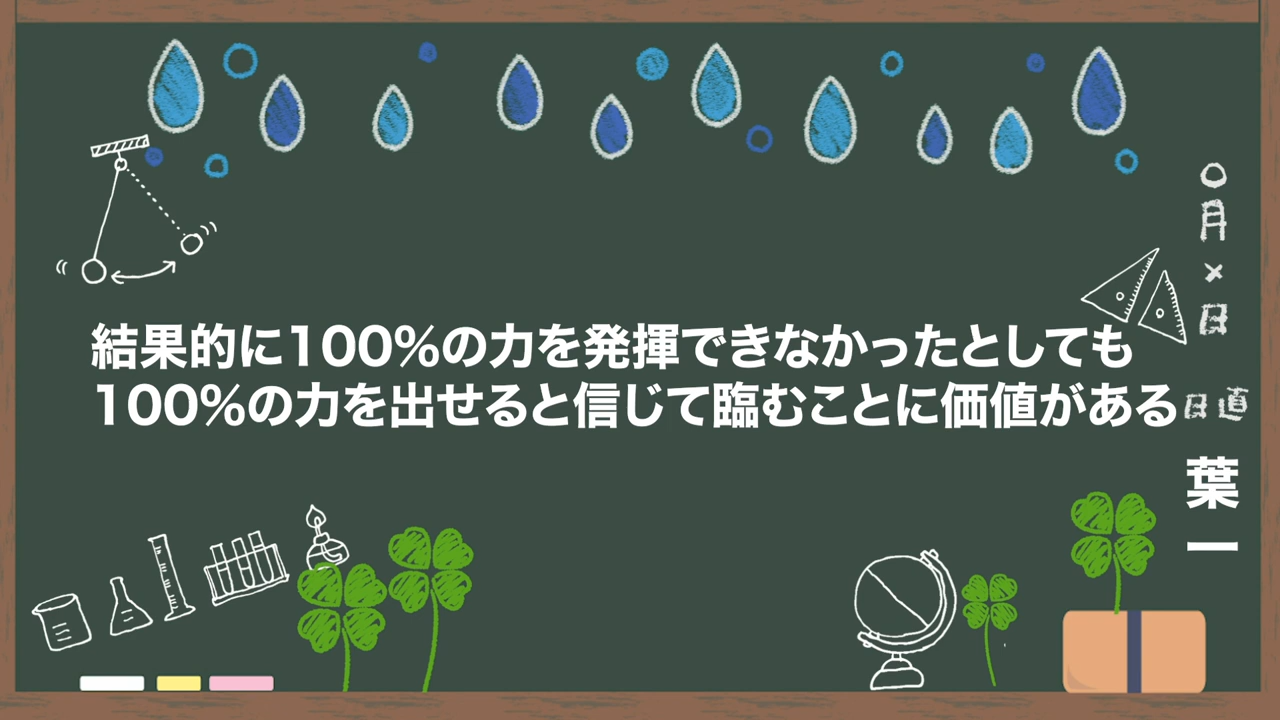 結果的に100%の力を発揮できなかったとしても
100%の力を出せると信じて臨むことに価値がある
〇月×日
日道
葉一